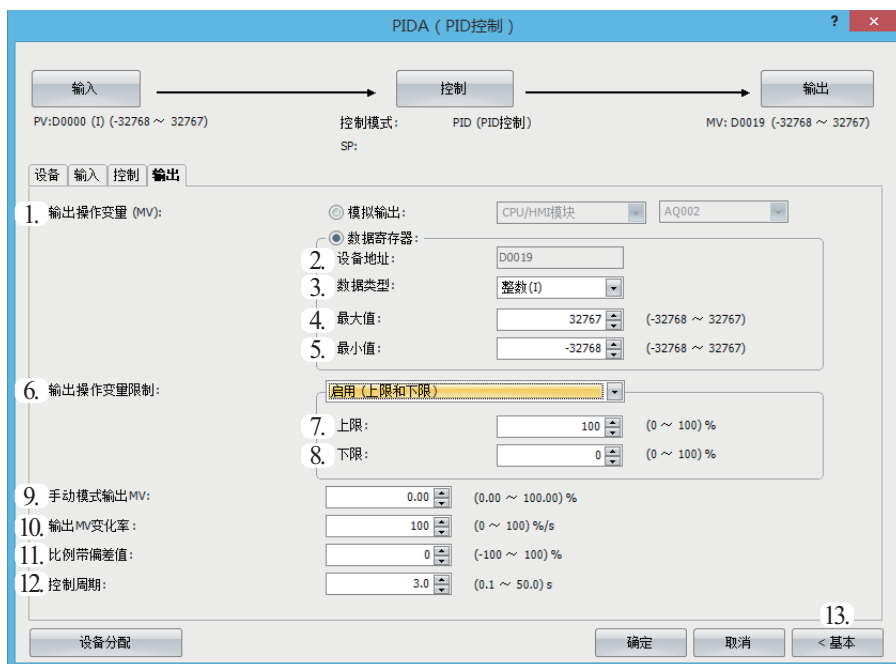 PIDA ( PID控制 )
? ×
输入 控制 输出
PV:D0000 (I) (-32768 ~ 32767) 控制模式: PID (PID控制) MV: D0019 (-32768 ~ 32767)
SP:
设备 输入 控制 输出
1. 输出操作变量 (MV): 模拟输出: CPU/HMI模块 AQ002
数据寄存器:
2. 设备地址: D0019
3. 数据类型: 整数(I)
4. 最大值: 32767 (-32768 ~ 32767)
5. 最小值: -32768 (-32768 ~ 32767)
6. 输出操作变量限制: 启用 (上限和下限)
7. 上限: 100 (0 ~ 100) %
8. 下限: 0 (0 ~ 100) %
9. 手动模式输出MV: 0.00 (0.00 ~ 100.00) %
10. 输出MV变化率: 100 (0 ~ 100) %/s
11. 比例带偏差值: 0 (-100 ~ 100) %
12. 控制周期: 3.0 (0.1 ~ 50.0) s
13.
设备分配 确定 取消 < 基本